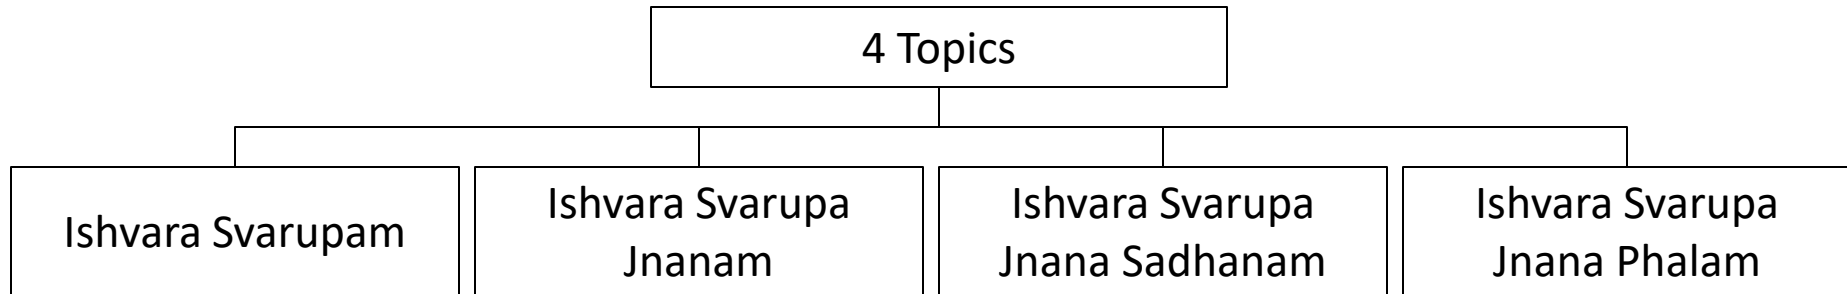 4 Topics
Ishvara Svarupam
Ishvara Svarupa
Jnanam
Ishvara Svarupa
Jnana Sadhanam
Ishvara Svarupa
Jnana Phalam